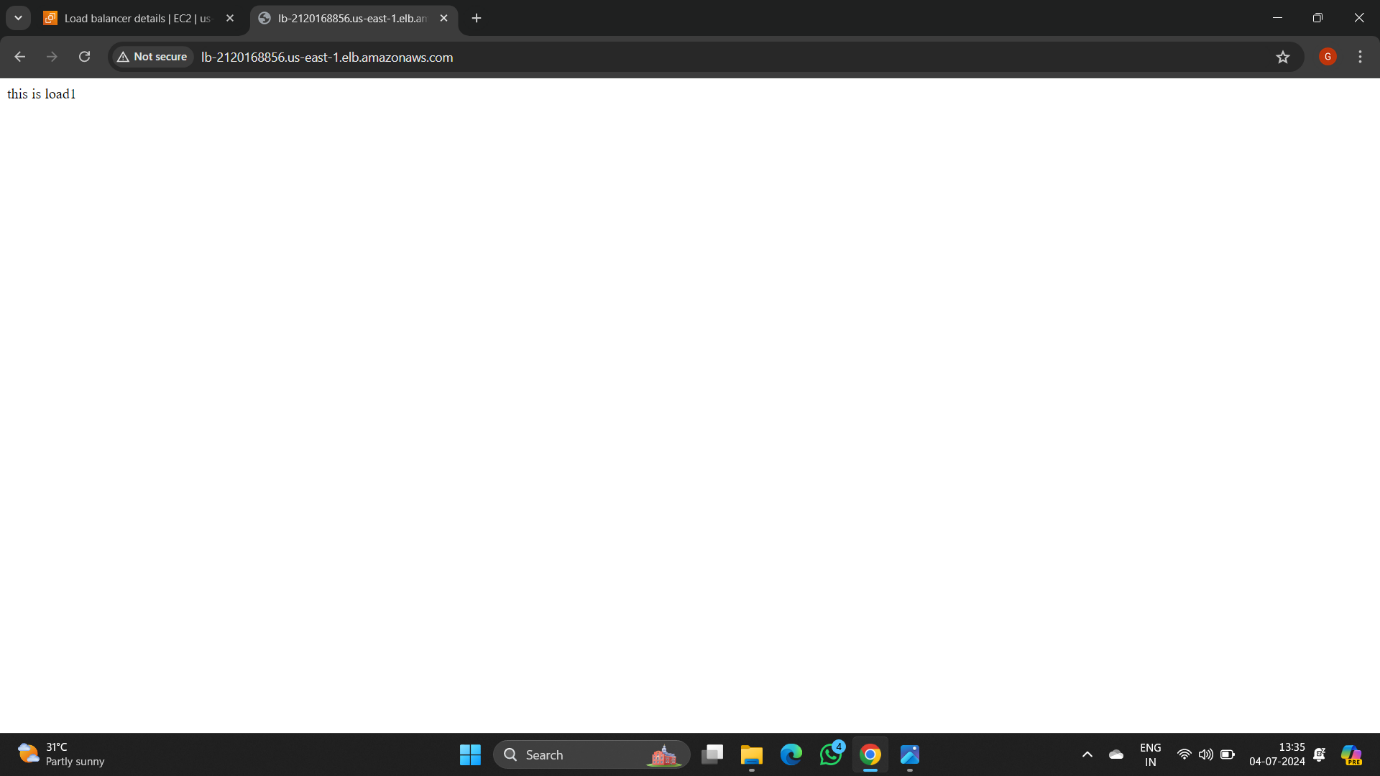 Load balancer details | EC2 | us-
lb-2120168856.us-east-1.elb.am
Not secure
lb-2120168856.us-east-1.elb.amazonaws.com
G
this is load1
31°C
Partly sunny
Search
4
ENG
IN
13:35
04-07-2024
PRE